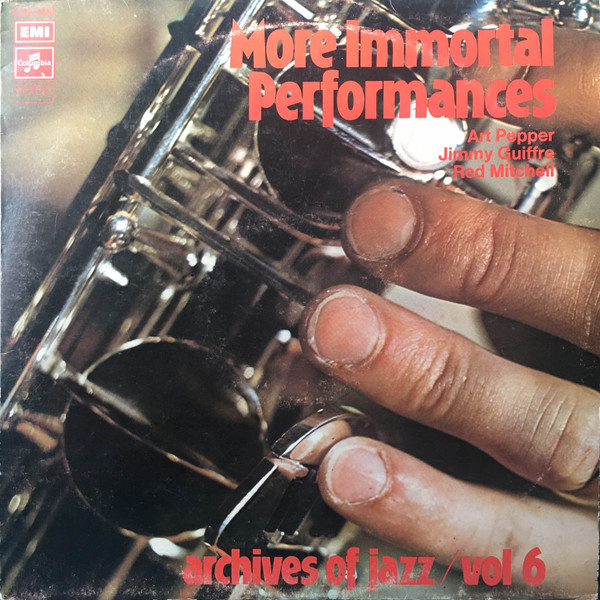 EMI
Columbia
More Immortal
Performances
Art Pepper
Jimmy Guiffre
Red Mitchell
archives of jazz / vol 6